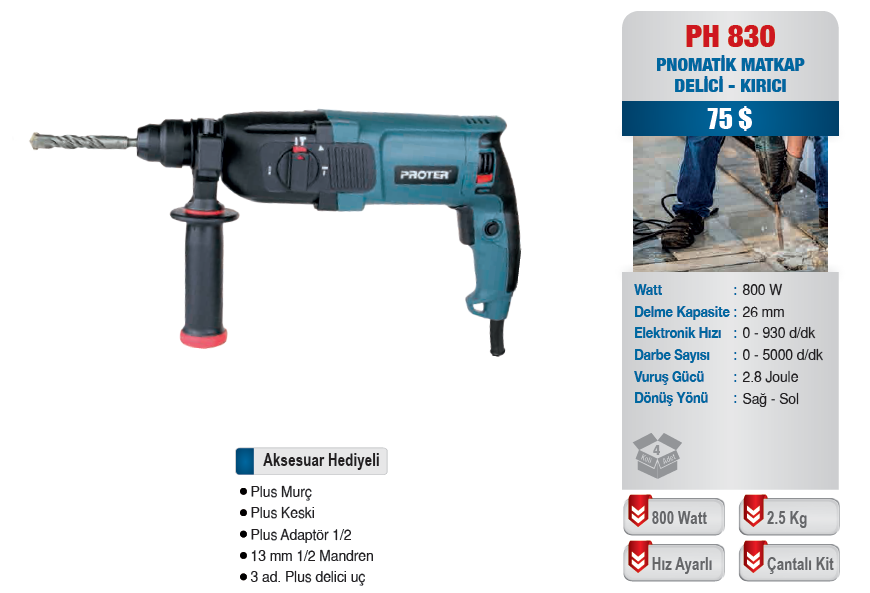 PH 830
PNOMATİK MATKAP
DELİCİ - KIRICI
75 $
PROTER
Watt : 800 W
Delme Kapasite : 26 mm
Elektronik Hızı : 0 - 930 d/dk
Darbe Sayısı : 0 - 5000 d/dk
Vuruş Gücü : 2.8 Joule
Dönüş Yönü : Sağ - Sol
4
Koli Adet
Aksesuar Hediyeli
● Plus Murç
● Plus Keski
● Plus Adaptör 1/2
● 13 mm 1/2 Mandren
● 3 ad. Plus delici uç
800 Watt
2.5 Kg
Hız Ayarlı
Çantalı Kit